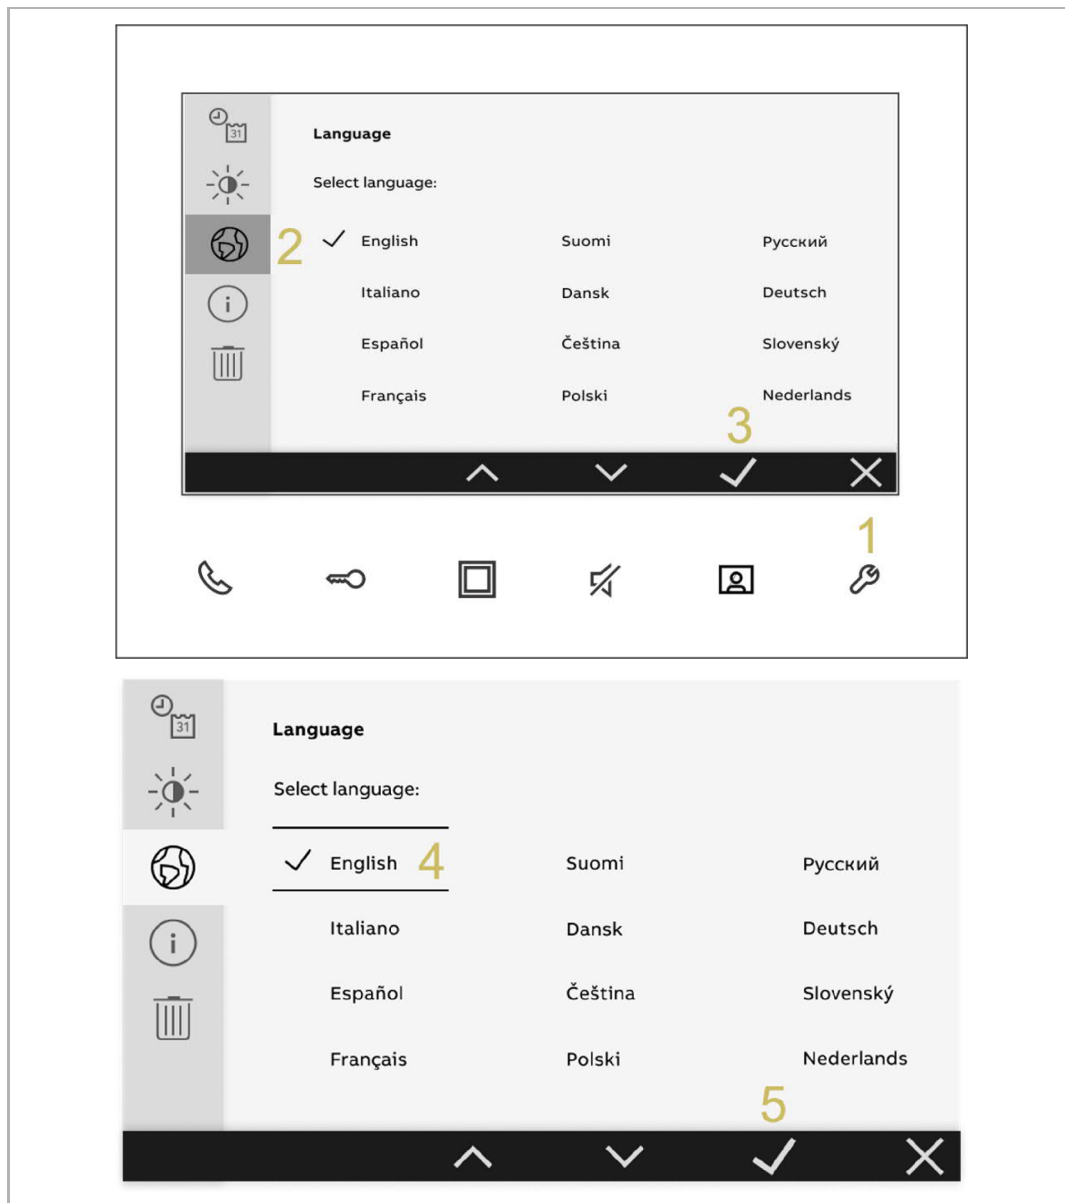 31
Language
Select language:
2
English
Suomi
Русский
Italiano
Dansk
Deutsch
Español
Čeština
Slovenský
Français
Polski
Nederlands
3
1
31
Language
Select language:
English
4
Suomi
Русский
Italiano
Dansk
Deutsch
Español
Čeština
Slovenský
Français
Polski
Nederlands
5